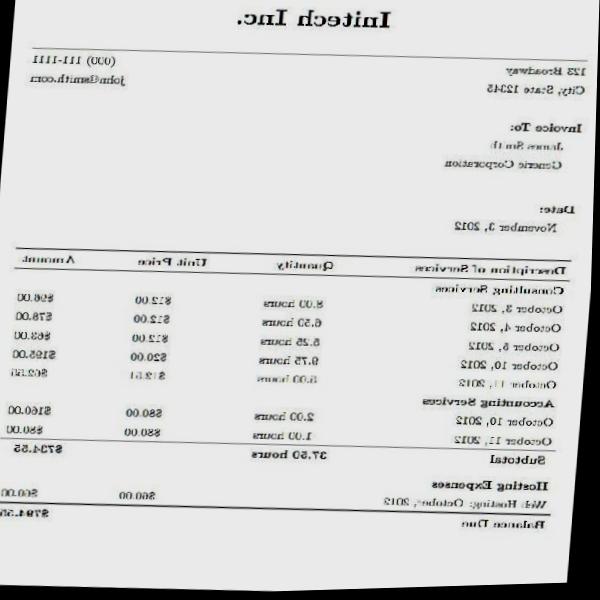 Initech Inc.
123 Broadway (000) 111-1111
City, State 12345 john@smith.com
Invoice To:
James Smith
Generic Corporation
Date:
November 3, 2012
Description of Services Quantity Unit Price Amount
Consulting Services
October 3, 2012 8.00 hours $12.00 $96.00
October 4, 2012 6.50 hours $12.00 $78.00
October 5, 2012 5.25 hours $12.00 $63.00
October 10, 2012 9.75 hours $20.00 $195.00
October 11, 2012 5.00 hours $12.51 $62.55
Accounting Services
October 10, 2012 2.00 hours $80.00 $160.00
October 11, 2012 1.00 hours $80.00 $80.00
Subtotal 37.50 hours $734.55
Hosting Expenses
Web Hosting: October, 2012 $60.00 $60.00
Balance Due $794.55